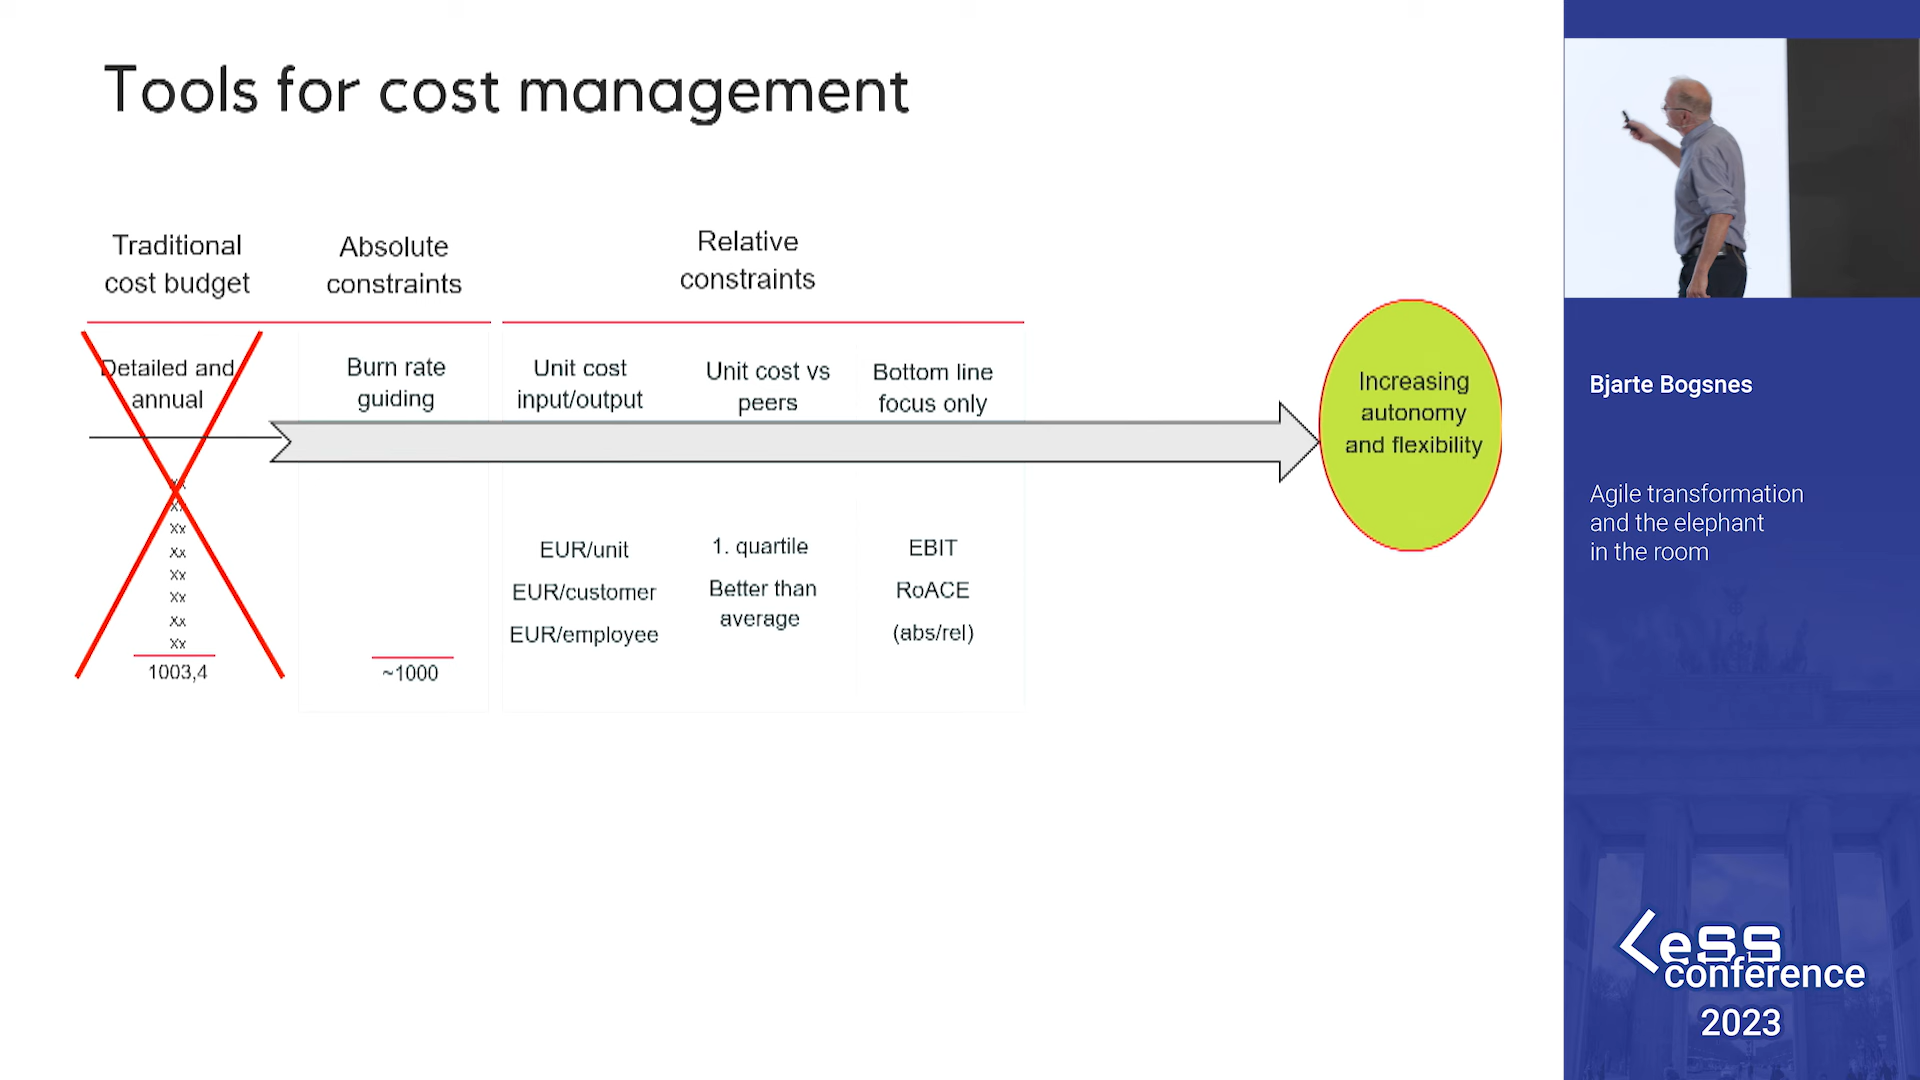 Tools for cost management
Traditional
cost budget
Absolute
constraints
Relative
constraints
Detailed and
annual
Burn rate
guiding
Unit cost
input/output
Unit cost vs
peers
Bottom line
focus only
Increasing
autonomy
and flexibility
Xx
Xx
Xx
Xx
Xx
Xx
Xx
Xx
1003,4
~1000
EUR/unit
EUR/customer
EUR/employee
1. quartile
Better than
average
EBIT
RoACE
(abs/rel)
Bjarte Bogsnes
Agile transformation
and the elephant
in the room
LeSS
conference
2023